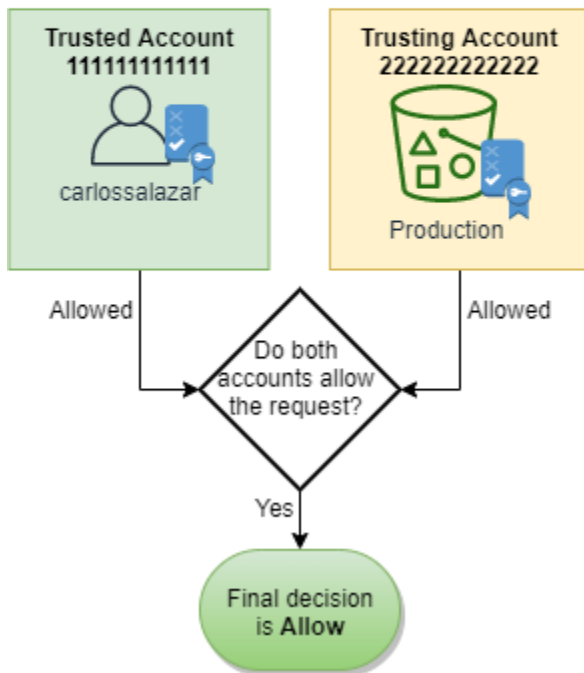 Trusted Account
111111111111
carlossalazar
Trusting Account
222222222222
Production
Allowed
Allowed
Do both
accounts allow
the request?
Yes
Final decision
is Allow